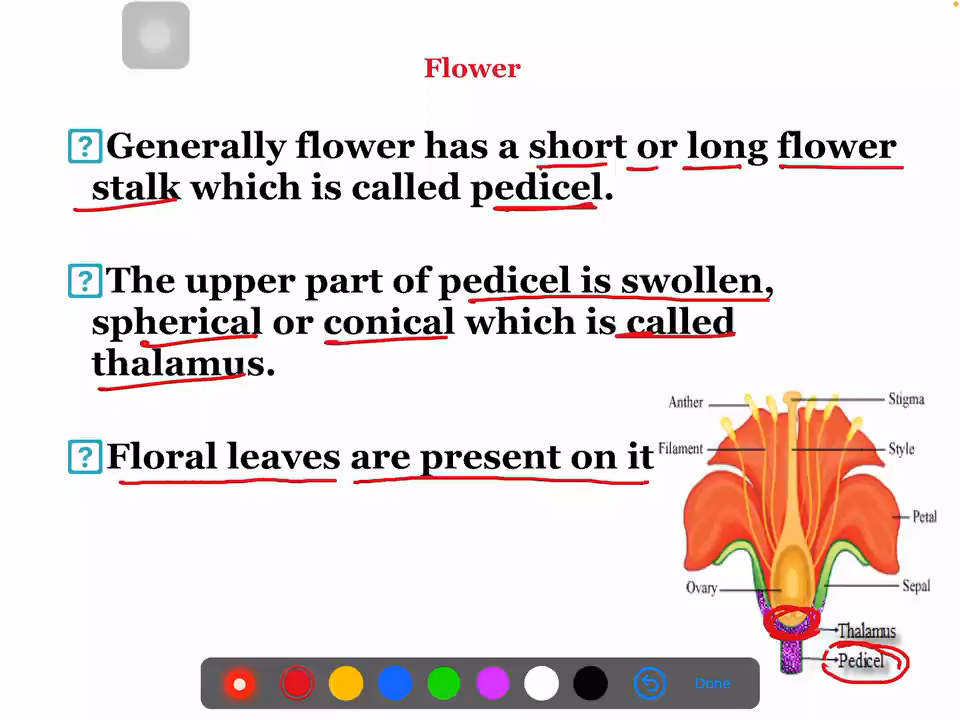 Flower
Generally flower has a short or long flower
stalk which is called pedicel.
The upper part of pedicel is swollen,
spherical or conical which is called
thalamus.
Floral leaves are present on it
Anther
Stigma
Filament
Style
Petal
Ovary
Sepal
Thalamus
Pedicel
Done